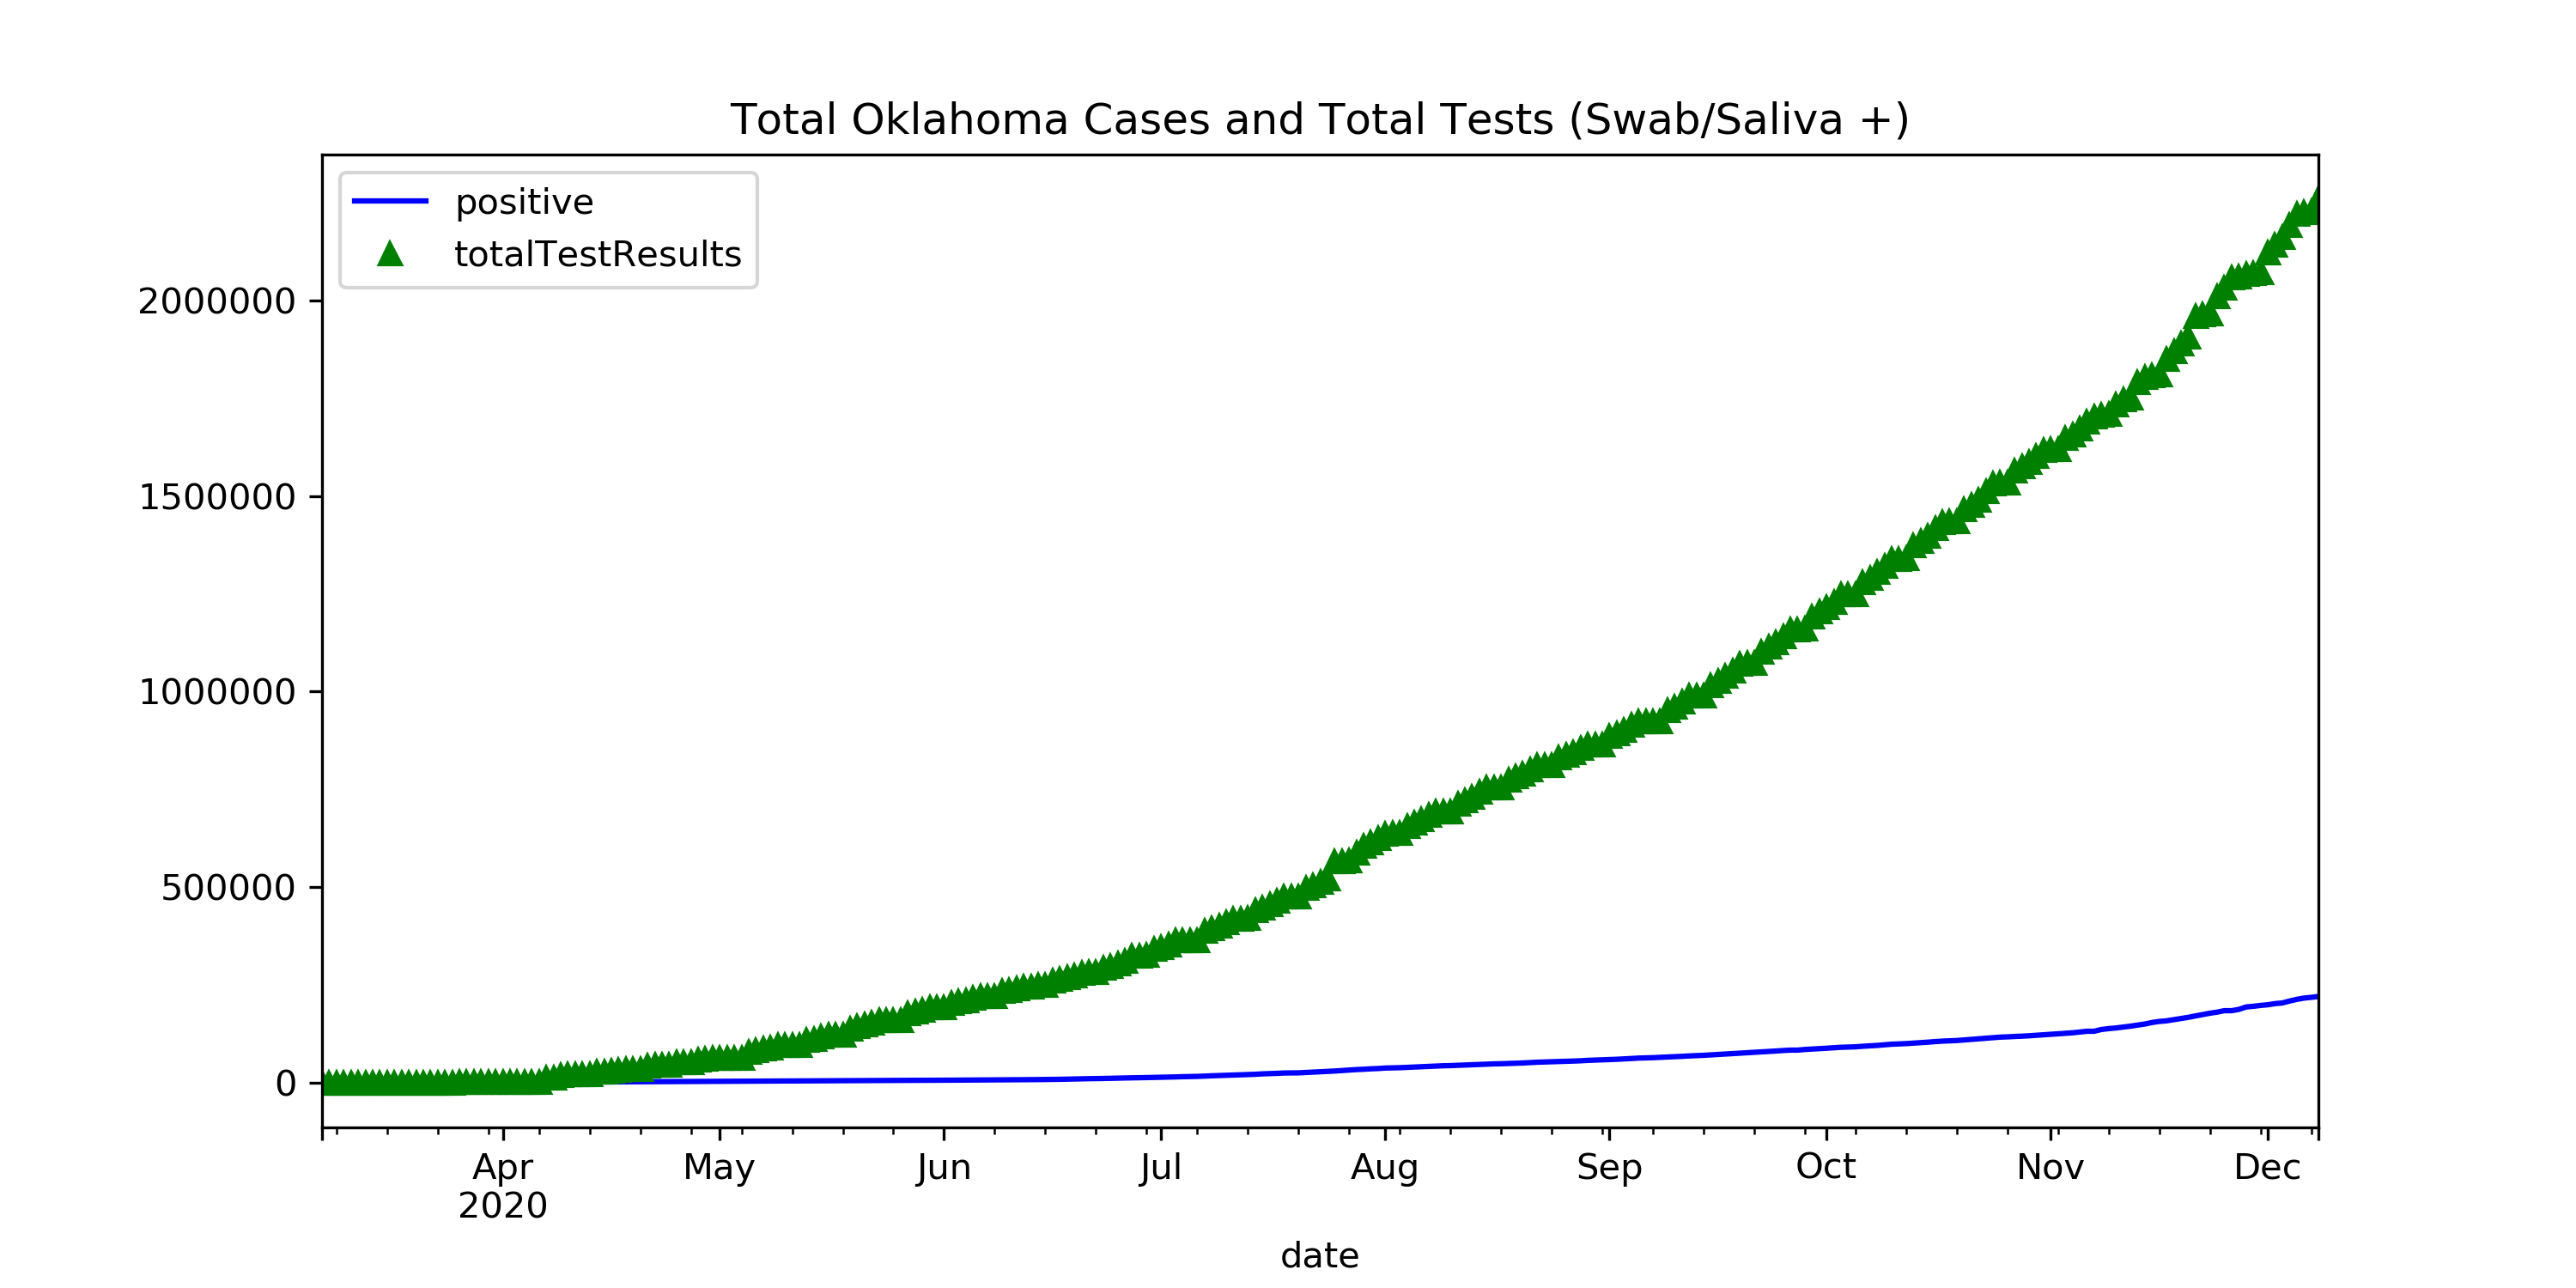 Total Oklahoma Cases and Total Tests (Swab/Saliva +)
positive
totalTestResults
2000000
1500000
1000000
500000
0
Apr May Jun Jul Aug Sep Oct Nov Dec
2020
date